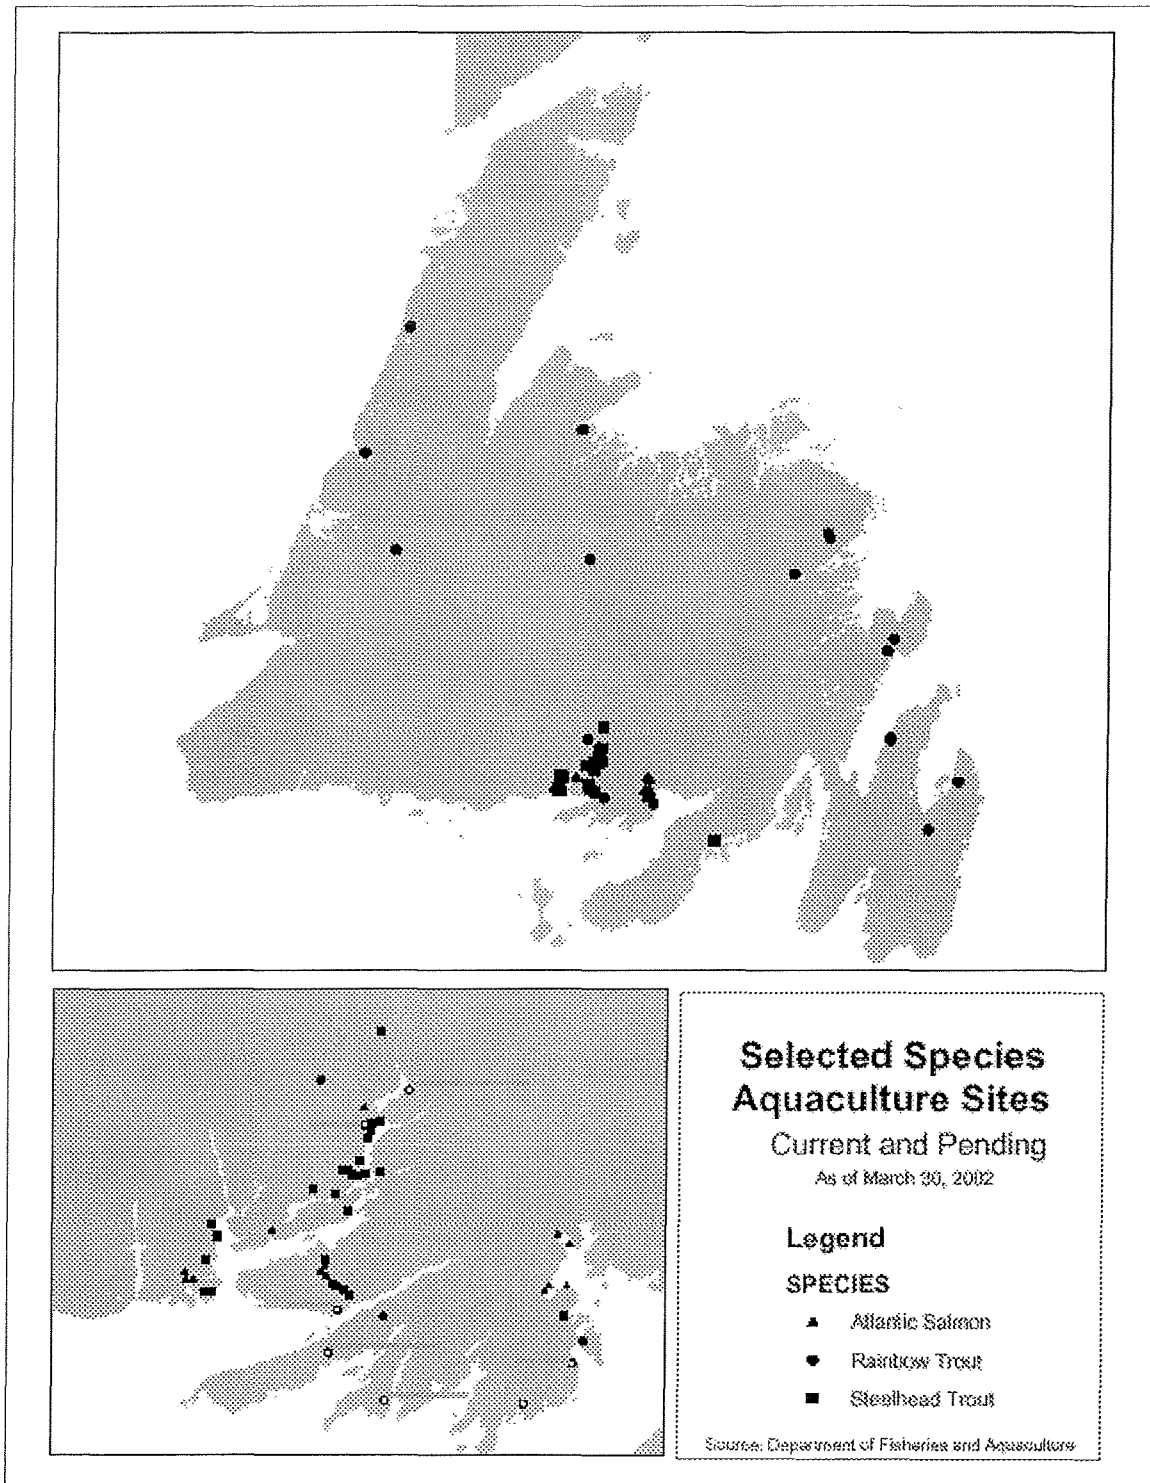 Selected Species
Aquaculture Sites
Current and Pending
As of March 30, 2002
Legend
SPECIES
Atlantic Salmon
Rainbow Trout
Steelhead Trout
Source: Department of Fisheries and Aquaculture